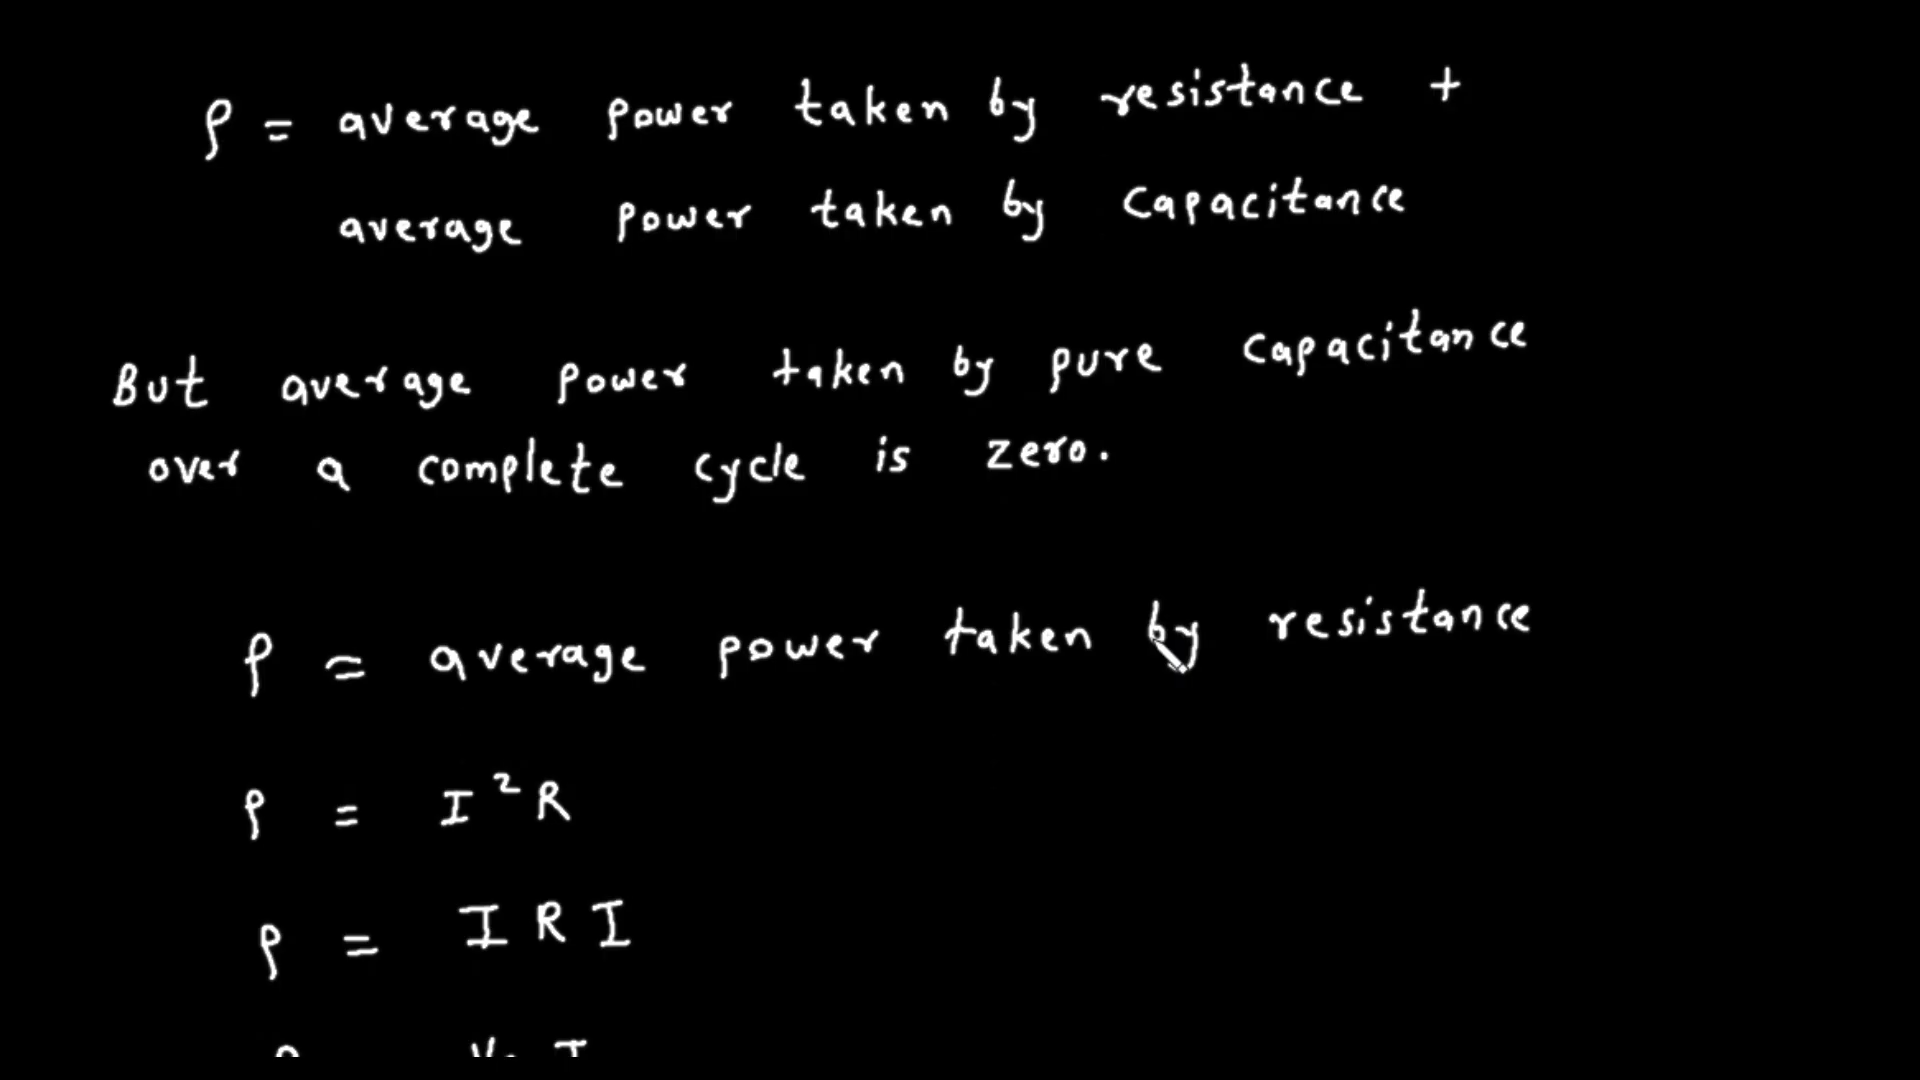 P = average power taken by resistance +
average power taken by capacitance
But average power taken by pure capacitance
over a complete cycle is zero.
P = average power taken by resistance
P = I²R
P = I R I